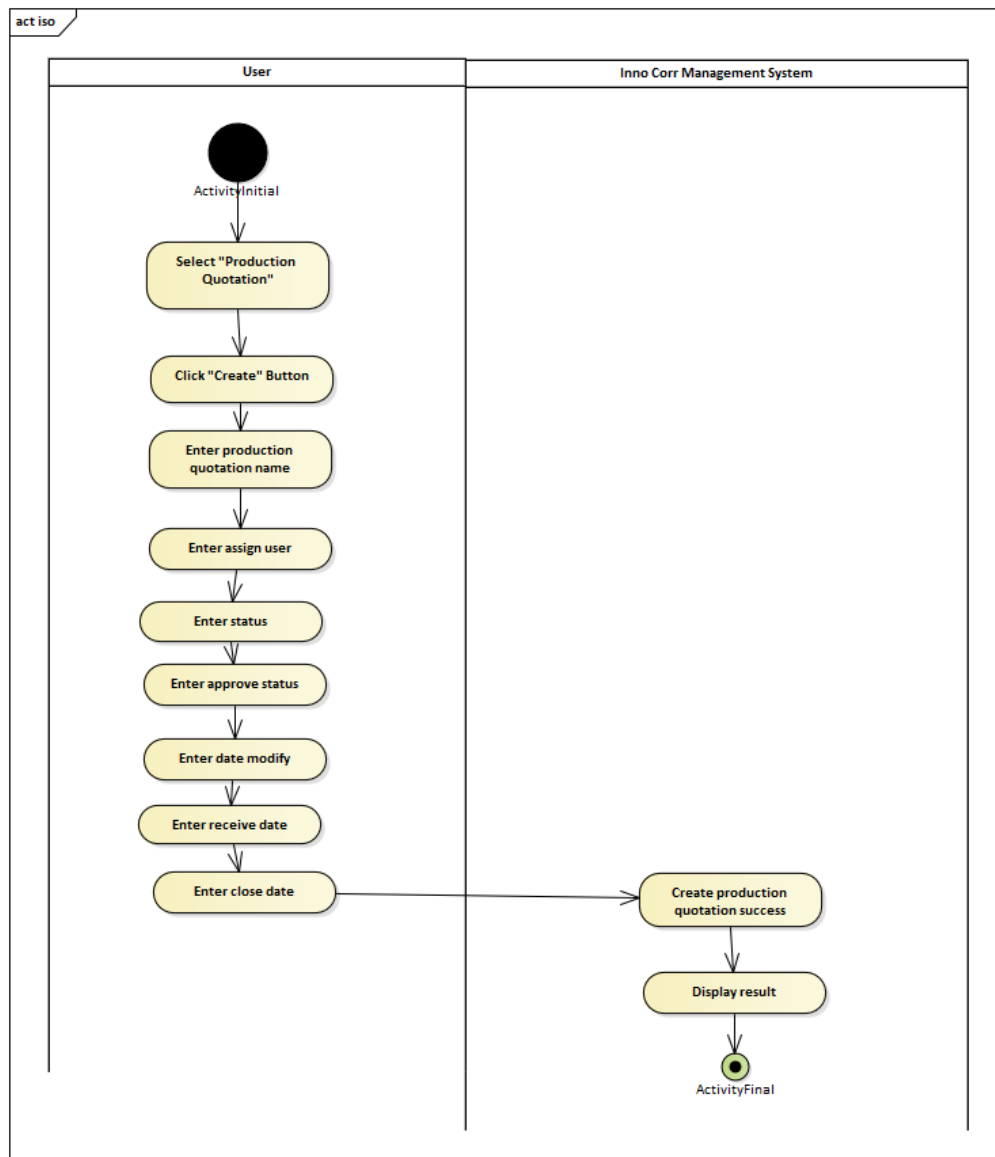 act iso
User
Inno Corr Management System
ActivityInitial
Select "Production
Quotation"
Click "Create" Button
Enter production
quotation name
Enter assign user
Enter status
Enter approve status
Enter date modify
Enter receive date
Enter close date
Create production
quotation success
Display result
ActivityFinal